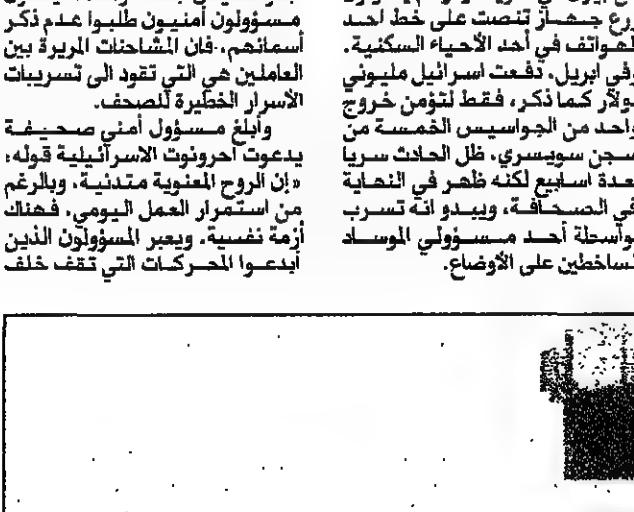 زرع جهاز تنصت على خط احد
الهواتف في أحد الأحياء السكنية.
وفي ابريل، دفعت اسرائيل مليوني
دولار كما ذكر، فقط لتؤمن خروج
واحد من الجواسيس الخمسة من
سجن سويسري. ظل الحادث سريا
لعدة اسابيع لكنه ظهر في النهاية
في الصحافة، ويبدو انه تسرب
بواسطة أحد مسؤولي الموساد
الساخطين على الأوضاع.
مسؤولون أمنيون طلبوا عدم ذكر
أسمائهم، فان المشاحنات المريرة بين
العاملين هي التي تقود الى تسريبات
الأسرار الخطيرة للصحف.
وأبلغ مسؤول أمني صحيفة
يدعوت احرونوت الاسرائيلية قوله:
«إن الروح المعنوية متدنية، وبالرغم
من استمرار العمل اليومي، فهناك
أزمة نفسية. ويعبر المسؤولون الذين
أبدعوا المحركات التي تقف خلف